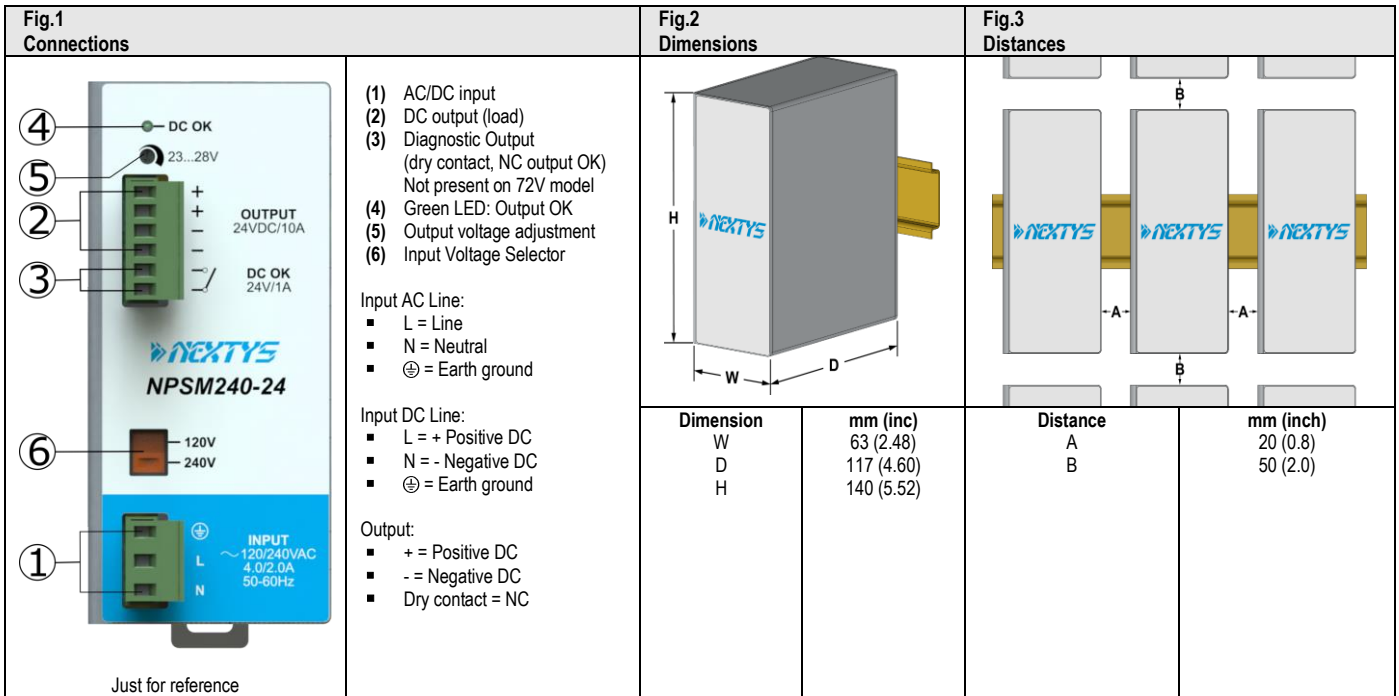 Fig.1
Connections
Fig.2
Dimensions
Fig.3
Distances
4
DC OK
5
23...28V
2
+
+
−
−
OUTPUT
24VDC/10A
3
DC OK
24V/1A
NEXTYS
NPSM240-24
6
120V
240V
1
INPUT
~120/240VAC
4.0/2.0A
50-60Hz
L
N
Just for reference
(1) AC/DC input
(2) DC output (load)
(3) Diagnostic Output
(dry contact, NC output OK)
Not present on 72V model
(4) Green LED: Output OK
(5) Output voltage adjustment
(6) Input Voltage Selector
Input AC Line:
▪ L = Line
▪ N = Neutral
▪ ⏚ = Earth ground
Input DC Line:
▪ L = + Positive DC
▪ N = - Negative DC
▪ ⏚ = Earth ground
Output:
▪ + = Positive DC
▪ - = Negative DC
▪ Dry contact = NC
H
NEXTYS
W
D
Dimension mm (inc)
W 63 (2.48)
D 117 (4.60)
H 140 (5.52)
B
NEXTYS NEXTYS NEXTYS
A A
B
Distance mm (inch)
A 20 (0.8)
B 50 (2.0)